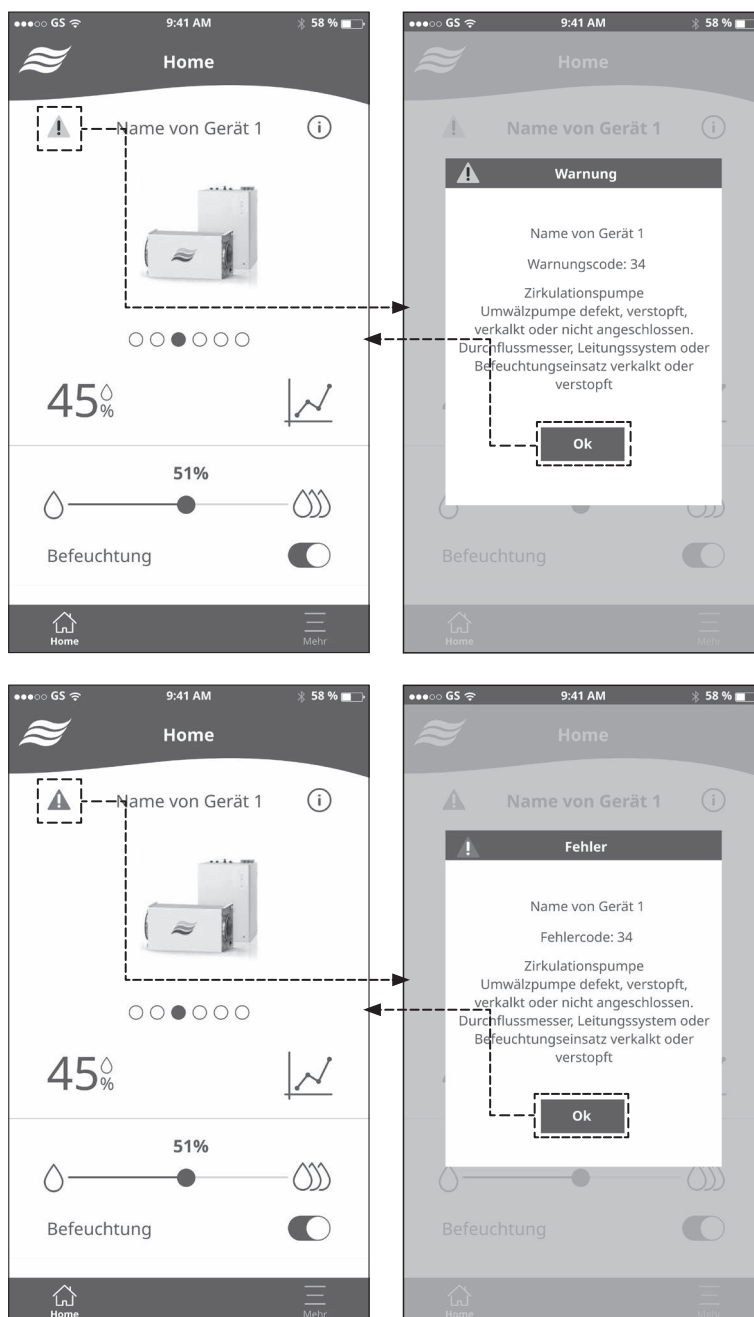 GS 9:41 AM 58 %
Home
Name von Gerät 1
45%
51%
Befeuchtung
Home Mehr
GS 9:41 AM 58 %
Home
Name von Gerät 1
Warnung
Name von Gerät 1
Warnungscode: 34
Zirkulationspumpe
Umwälzpumpe defekt, verstopft,
verkalkt oder nicht angeschlossen.
Durchflussmesser, Leitungssystem oder
Befeuchtungseinsatz verkalkt oder
verstopft
Ok
Befeuchtung
Home Mehr
GS 9:41 AM 58 %
Home
Name von Gerät 1
45%
51%
Befeuchtung
Home Mehr
GS 9:41 AM 58 %
Home
Name von Gerät 1
Fehler
Name von Gerät 1
Fehlercode: 34
Zirkulationspumpe
Umwälzpumpe defekt, verstopft,
verkalkt oder nicht angeschlossen.
Durchflussmesser, Leitungssystem oder
Befeuchtungseinsatz verkalkt oder
verstopft
Ok
Befeuchtung
Home Mehr